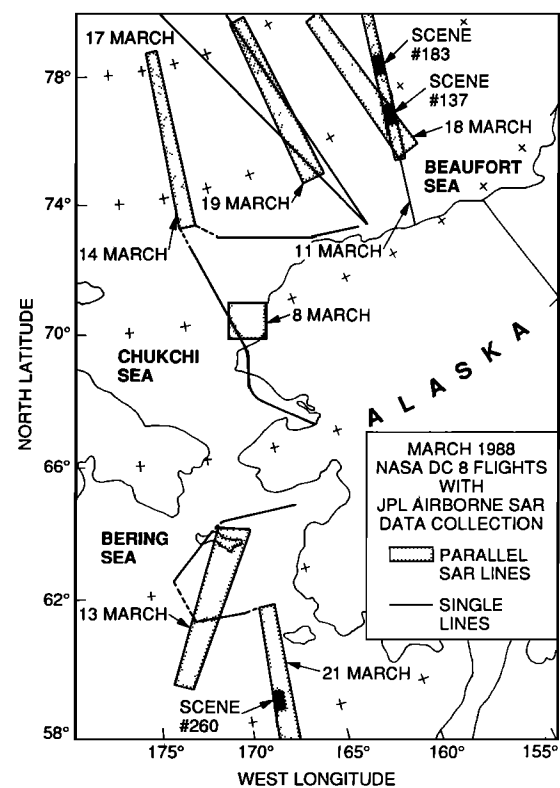 17 MARCH
SCENE
#183
SCENE
#137
18 MARCH
BEAUFORT
SEA
19 MARCH
14 MARCH
11 MARCH
8 MARCH
CHUKCHI
SEA
ALASKA
BERING
SEA
13 MARCH
21 MARCH
SCENE
#260
MARCH 1988
NASA DC 8 FLIGHTS
WITH
JPL AIRBORNE SAR
DATA COLLECTION
PARALLEL
SAR LINES
SINGLE
LINES
NORTH LATITUDE
78°
74°
70°
66°
62°
58°
175°
170°
165°
160°
155°
WEST LONGITUDE